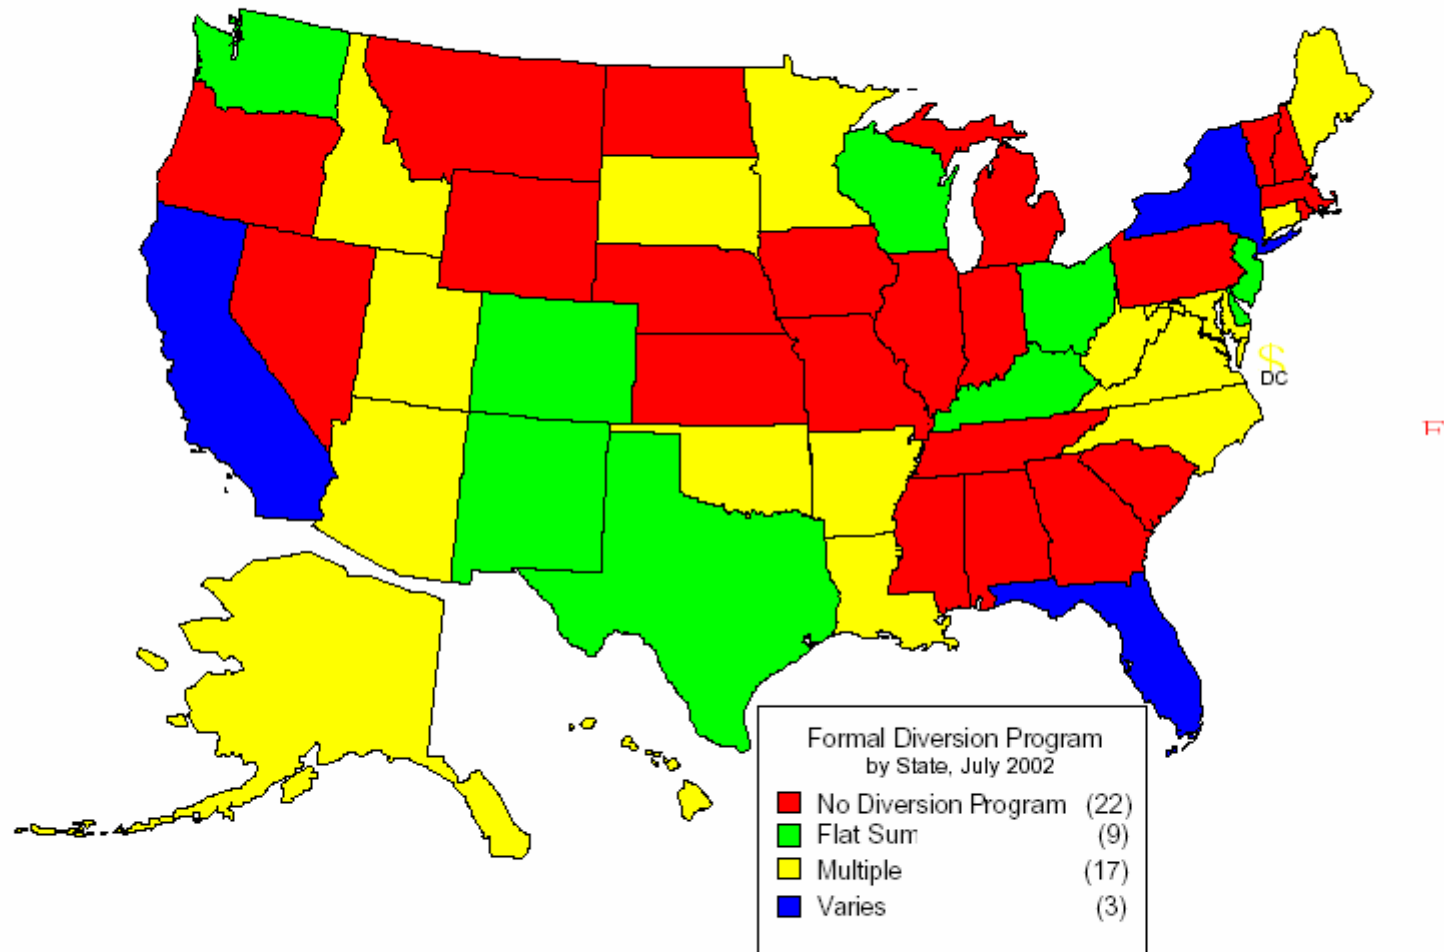 $
DC
F
Formal Diversion Program
by State, July 2002
No Diversion Program (22)
Flat Sum (9)
Multiple (17)
Varies (3)